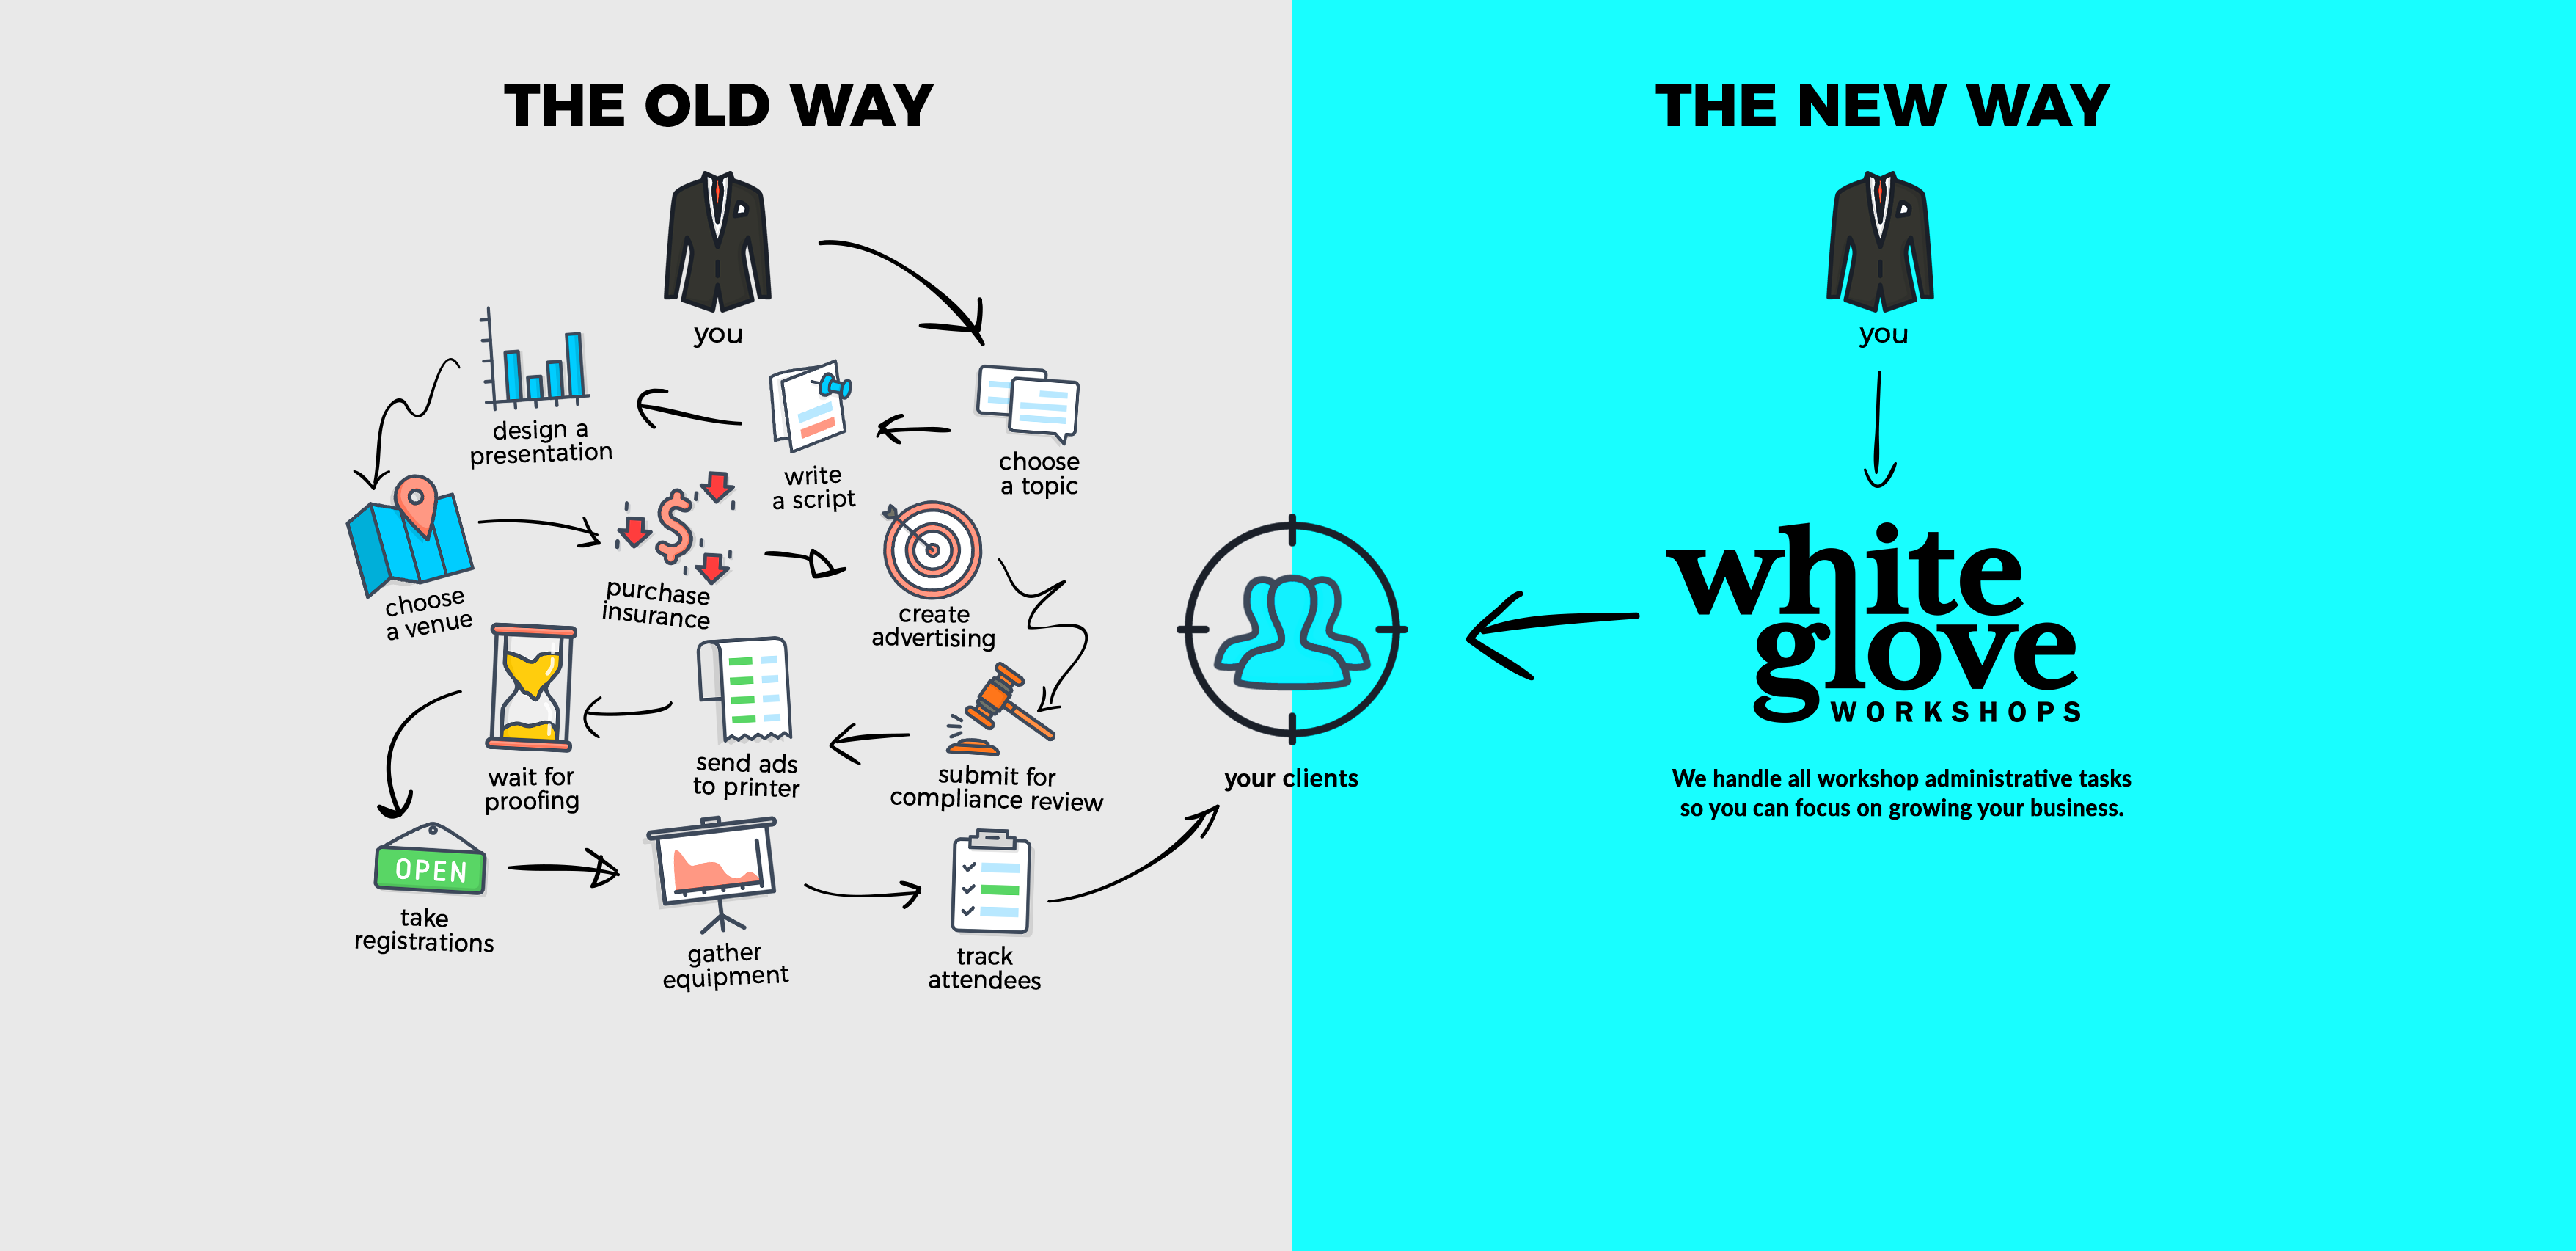 THE OLD WAY
you
choose
a topic
write
a script
design a
presentation
choose
a venue
purchase
insurance
create
advertising
submit for
compliance review
send ads
to printer
wait for
proofing
OPEN
take
registrations
gather
equipment
track
attendees
your clients
THE NEW WAY
you
white
glove
WORKSHOPS
We handle all workshop administrative tasks
so you can focus on growing your business.